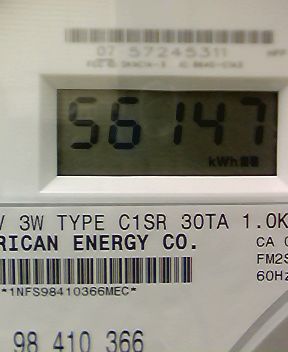 07 57245311
56147
kWh
V 3W TYPE C1SR 30TA 1.0K
RICAN ENERGY CO.
CA
FM2S
60Hz
*1NFS98410366MEC*
98 410 366